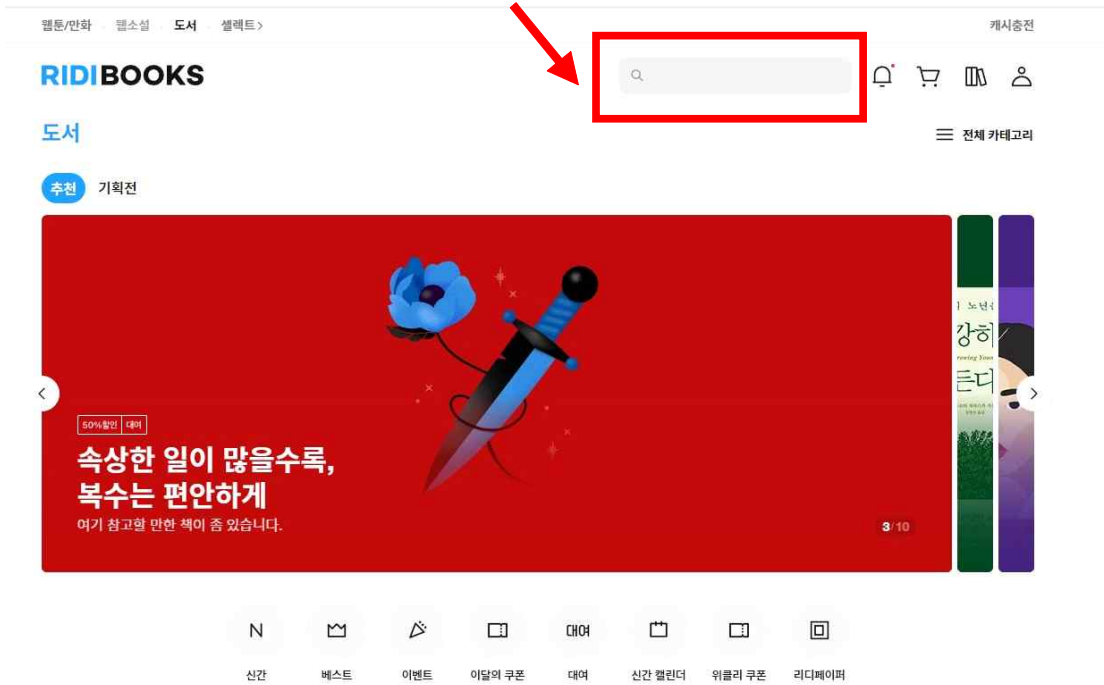 웹툰/만화 웹소설 도서 셀렉트 >
캐시충전
RIDIBOOKS
도서
전체 카테고리
추천 기획전
50%할인 대여
속상한 일이 많을수록,
복수는 편안하게
여기 참고할 만한 책이 좀 있습니다.
3/10
N
대여
신간 베스트 이벤트 이달의 쿠폰 대여 신간 캘린더 위클리 쿠폰 리디페이퍼